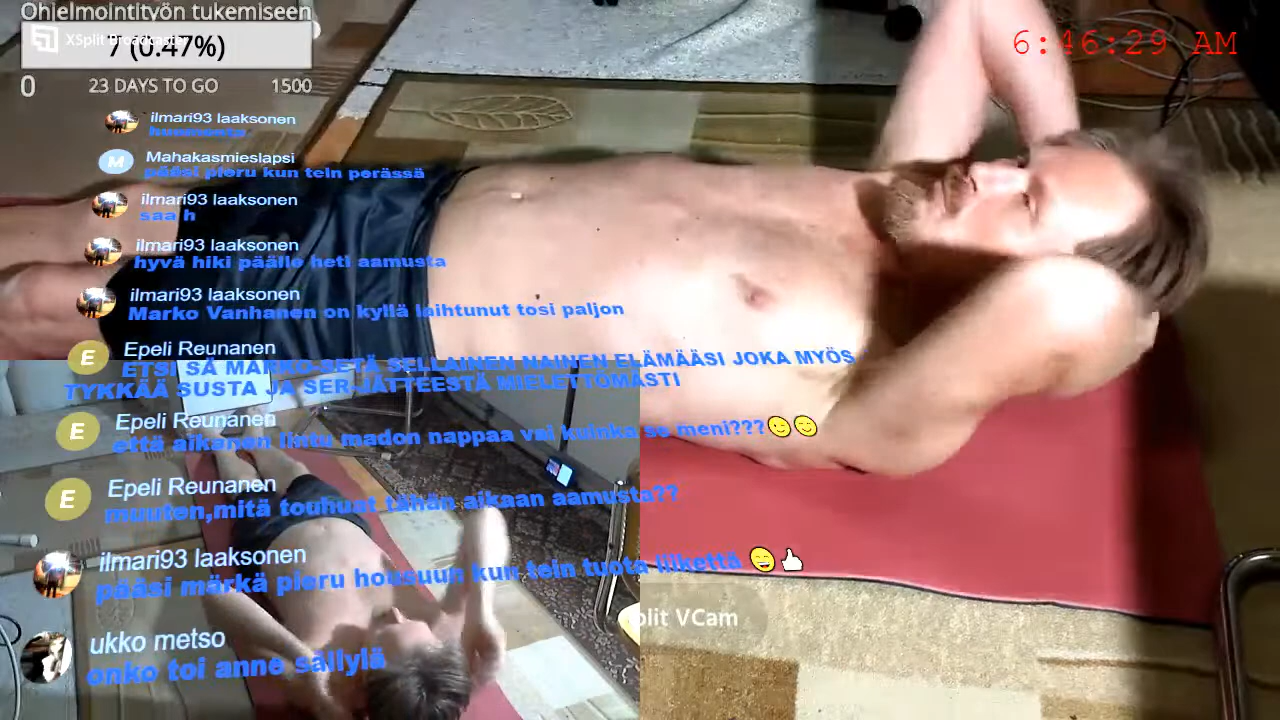 Ohjelmointityön tukemiseen
XSplit Broadcaster
7 (0.47%)
6:46:29 AM
0 23 DAYS TO GO 1500
ilmari93 laaksonen
Mahakasmieslapsi
pääsi pieru kun tein perässä
ilmari93 laaksonen
saa h
ilmari93 laaksonen
hyvä hiki päälle heti aamusta
ilmari93 laaksonen
Marko Vanhanen on kyllä laihtunut tosi paljon
E Epeli Reunanen
ETSI SÄ MARKO-SETÄ SELLAINEN NAINEN ELÄMÄÄSI JOKA MYÖS
TYKKÄÄ SUSTA JA SER-JÄTTEESTÄ MIELETTÖMÄSTI
E Epeli Reunanen
että aikanen lintu madon nappaa vai kuinka se meni???
E Epeli Reunanen
muuten,mitä touhuat tähän aikaan aamusta??
ilmari93 laaksonen
pääsi märkä pieru housuun kun tein tuota liikettä
ukko metso
onko toi anne sällylä
plit VCam